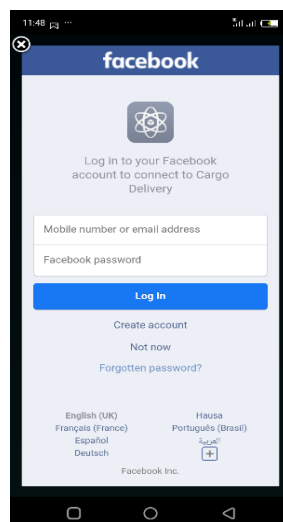 11:48
facebook
Log in to your Facebook
account to connect to Cargo
Delivery
Mobile number or email address
Facebook password
Log In
Create account
Not now
Forgotten password?
English (UK)
Hausa
Français (France)
Português (Brasil)
Español
العربية
Deutsch
Facebook Inc.